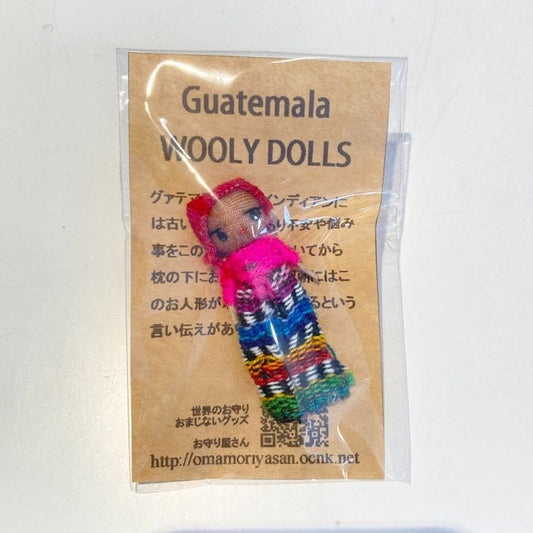 Guatemala
WOOLY DOLLS
グァテマ インディアンに
は古い り不安や悩み
事をこの いてから
枕の下にお 朝にはこ
のお人形が るという
言い伝えがあ
世界のお守り
おまじないグッズ
お守り屋さん
http://omamoriyasan.ocnk.net